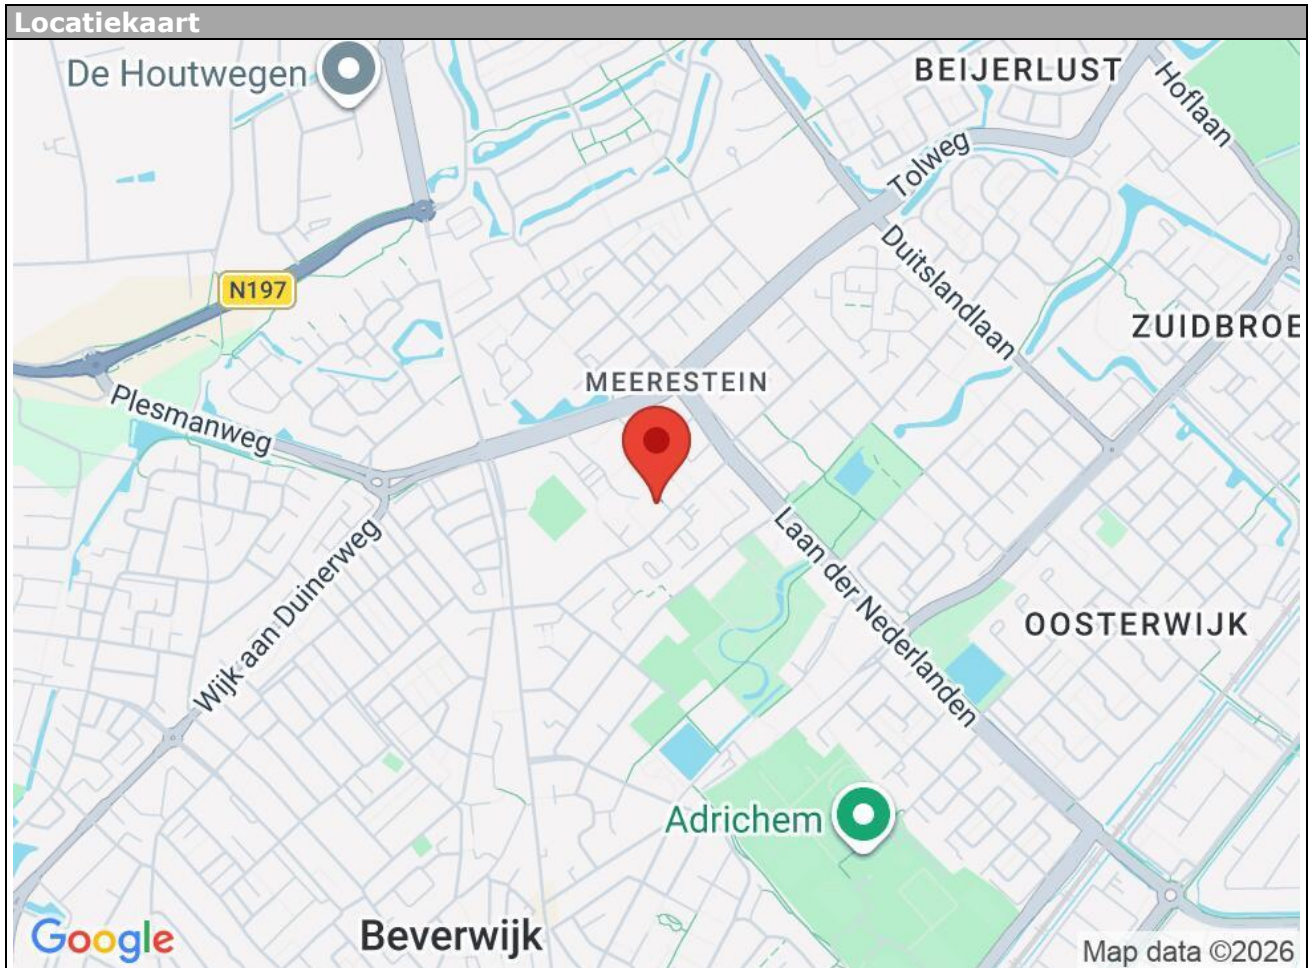 Locatiekaart
De Houtwegen
BEIJERLUST
Hoflaan
Tolweg
Duitslandlaan
N197
ZUIDBROE
MEERESTEIN
Plesmanweg
Laan der Nederlanden
Wijk aan Duinerweg
OOSTERWIJK
Adrichem
Beverwijk
Google
Map data ©2026